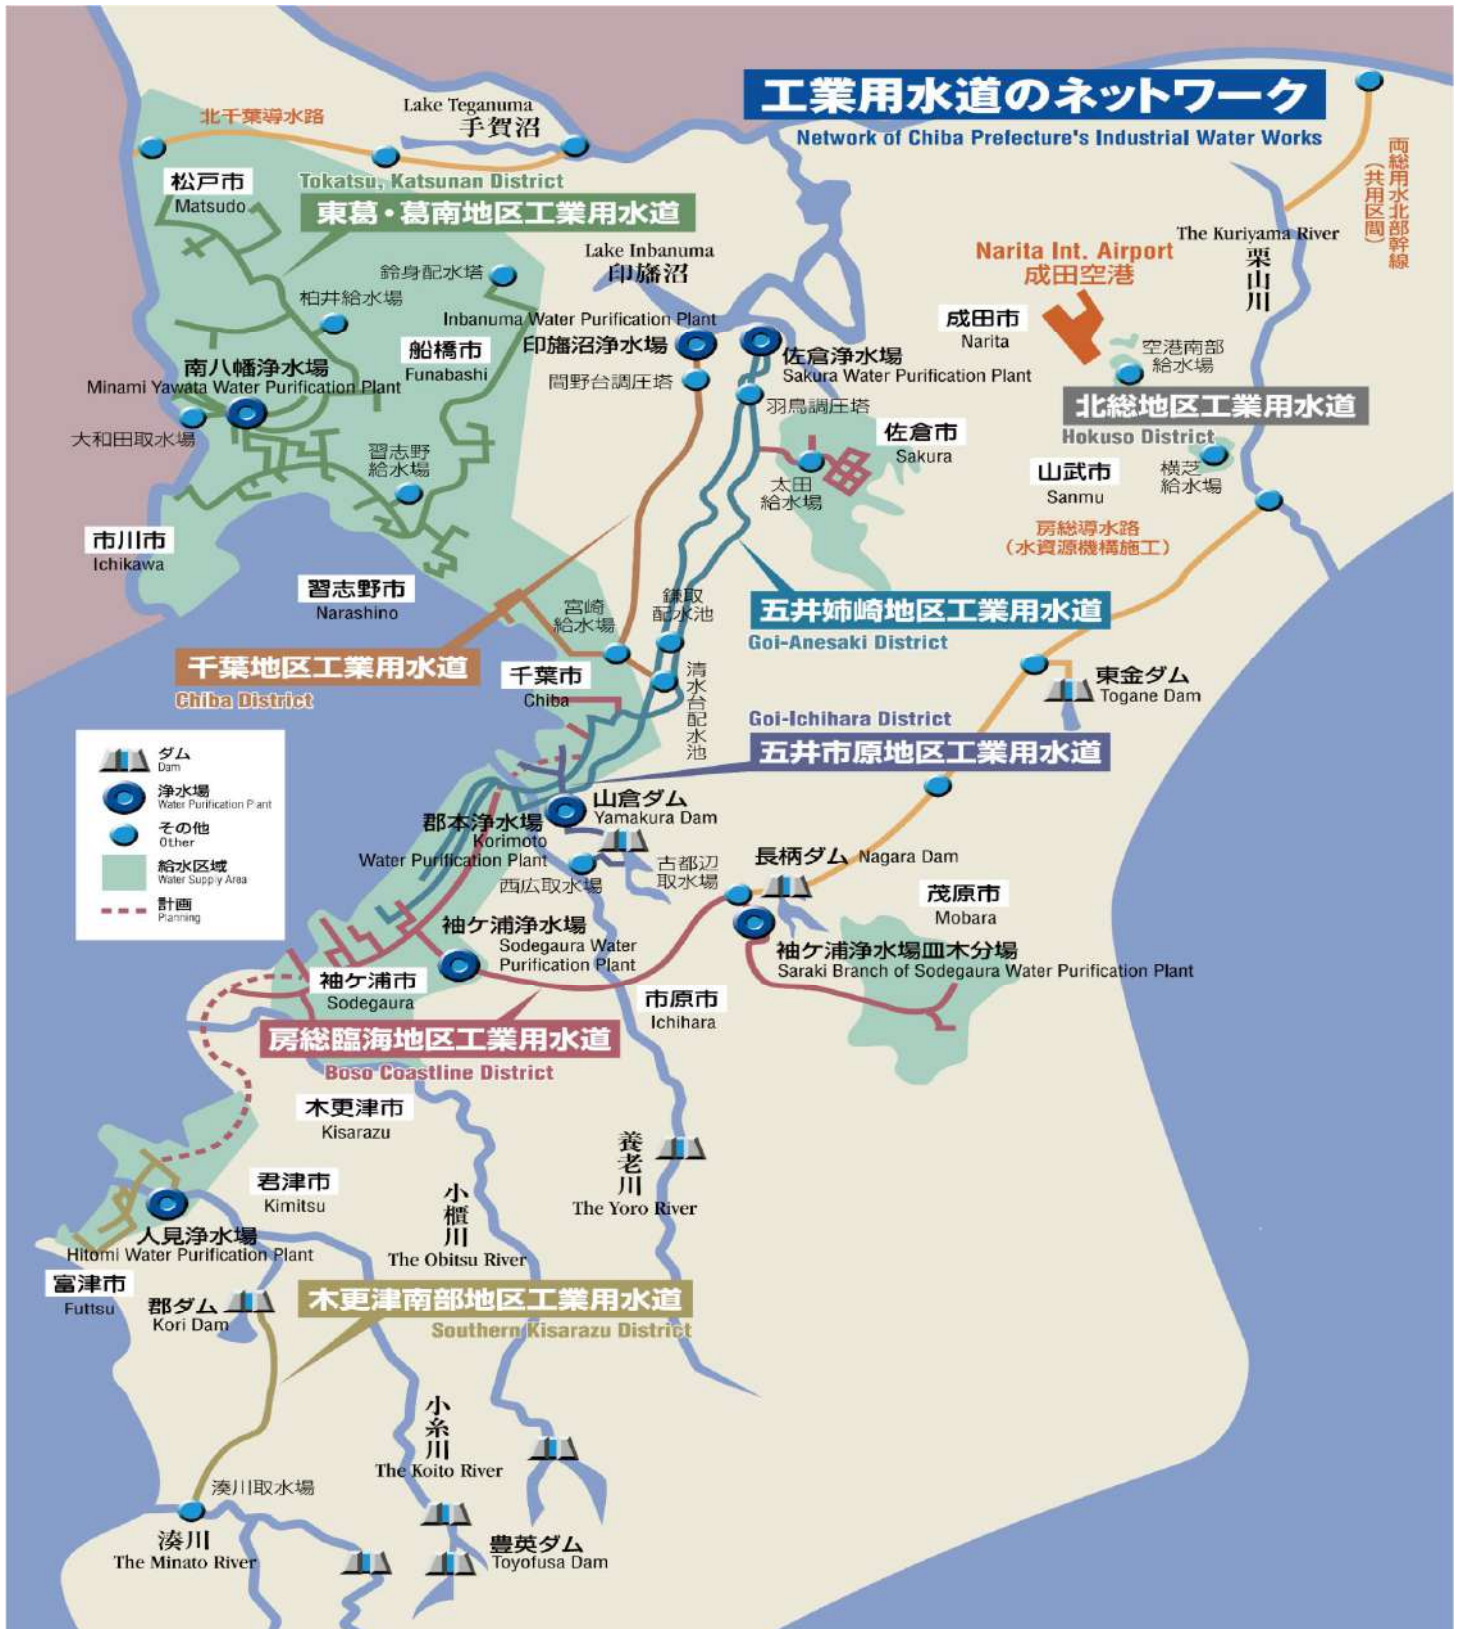 工業用水道のネットワーク
Network of Chiba Prefecture's Industrial Water Works
北千葉導水路
Lake Teganuma
手賀沼
両総用水北部幹線
(共用区間)
松戸市
Matsudo
Tokatsu, Katsunan District
東葛・葛南地区工業用水道
Lake Inbanuma
印旛沼
The Kuriyama River
栗山川
Narita Int. Airport
成田空港
鈴身配水塔
柏井給水場
Inbanuma Water Purification Plant
印旛沼浄水場
船橋市
Funabashi
成田市
Narita
空港南部
給水場
佐倉浄水場
Sakura Water Purification Plant
南八幡浄水場
Minami Yawata Water Purification Plant
間野台調圧塔
羽鳥調圧塔
北総地区工業用水道
Hokuso District
大和田取水場
習志野
給水場
佐倉市
Sakura
太田
給水場
山武市
Sanmu
横芝
給水場
房総導水路
(水資源機構施工)
市川市
Ichikawa
習志野市
Narashino
宮崎
給水場
鎌取
配水池
五井姉崎地区工業用水道
Goi-Anesaki District
千葉地区工業用水道
Chiba District
千葉市
Chiba
清水台配水池
東金ダム
Togane Dam
Goi-Ichihara District
五井市原地区工業用水道
ダム
Dam
浄水場
Water Purification Plant
その他
Other
給水区域
Water Supply Area
計画
Planning
山倉ダム
Yamakura Dam
郡本浄水場
Korimoto
Water Purification Plant
西広取水場
古都辺
取水場
長柄ダム Nagara Dam
茂原市
Mobara
袖ケ浦浄水場
Sodegaura Water
Purification Plant
袖ケ浦浄水場皿木分場
Saraki Branch of Sodegaura Water Purification Plant
袖ケ浦市
Sodegaura
市原市
Ichihara
房総臨海地区工業用水道
Boso Coastline District
木更津市
Kisarazu
養老川
The Yoro River
君津市
Kimitsu
小櫃川
The Obitsu River
人見浄水場
Hitomi Water Purification Plant
富津市
Futtsu
郡ダム
Kori Dam
木更津南部地区工業用水道
Southern Kisarazu District
小糸川
The Koito River
湊川取水場
湊川
The Minato River
豊英ダム
Toyofusa Dam